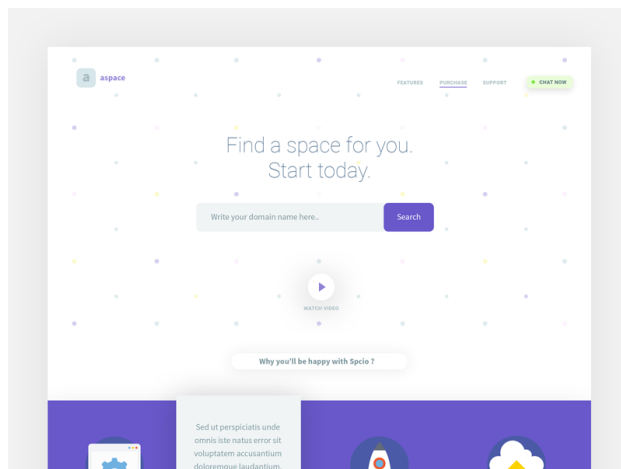 a aspace
FEATURES PURCHASE SUPPORT CHAT NOW
Find a space for you.
Start today.
Write your domain name here.. Search
WATCH VIDEO
Why you'll be happy with Spcio ?
Sed ut perspiciatis unde
omnis iste natus error sit
voluptatem accusantium
doloremque laudantium,